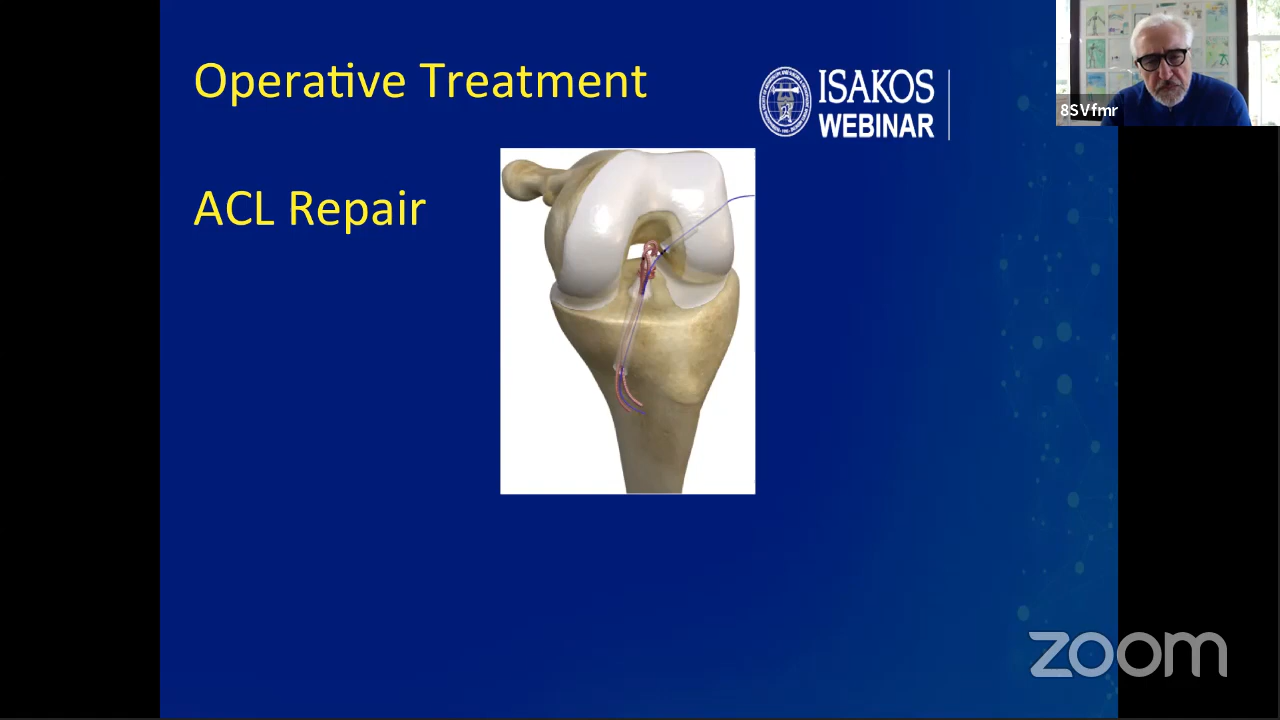 Operative Treatment
ISAKOS
WEBINAR
8SVfmr
ACL Repair
zoom